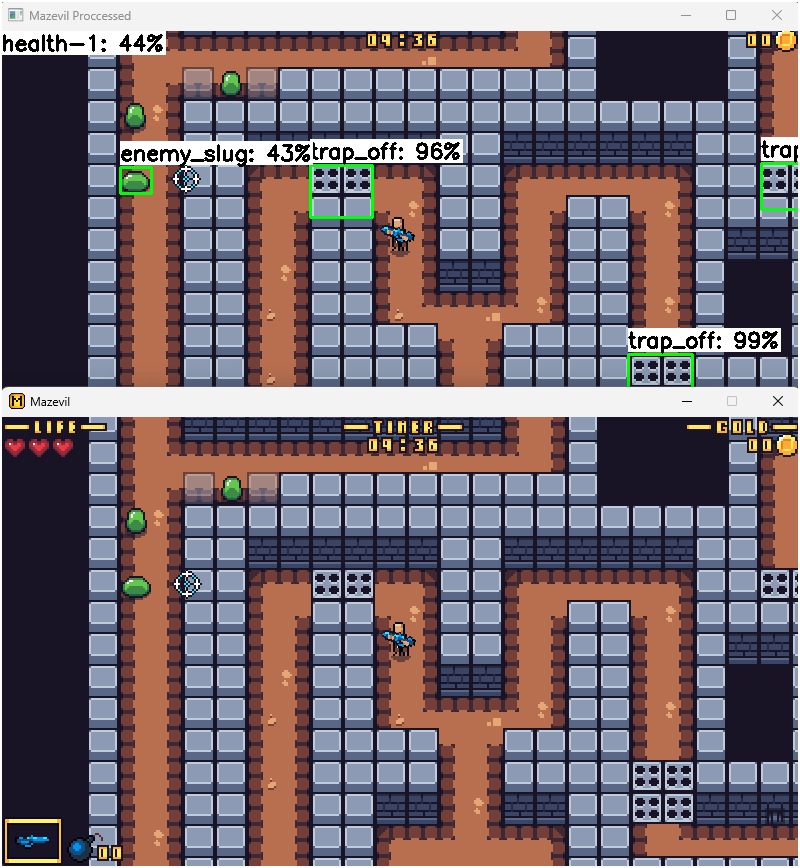 Mazevil Proccessed
health-1: 44%
09:36
00
enemy_slug: 43%
trap_off: 96%
trap
trap_off: 99%
Mazevil
LIFE
TIMER
GOLD
09:36
00
00